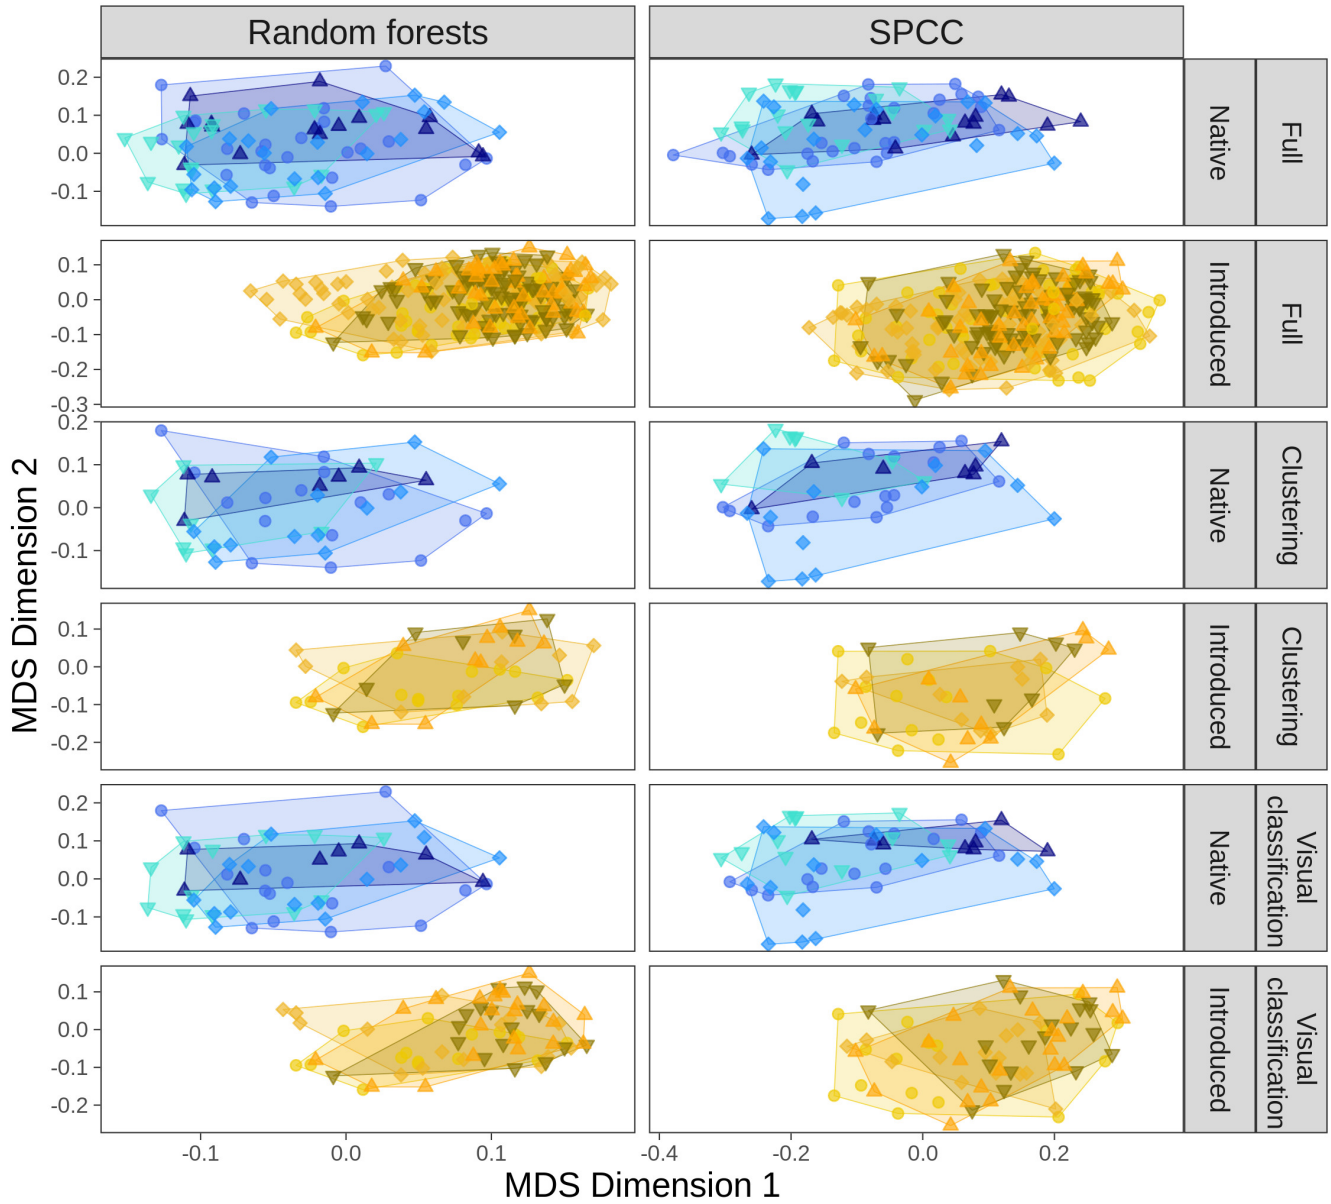 Random forests
SPCC
0.2
0.1
0.0
-0.1
Native
Full
0.1
0.0
-0.1
-0.2
-0.3
Introduced
Full
0.2
0.1
0.0
-0.1
Native
Clustering
0.1
0.0
-0.1
-0.2
Introduced
Clustering
0.2
0.1
0.0
-0.1
Native
Visual
classification
0.1
0.0
-0.1
-0.2
Introduced
Visual
classification
MDS Dimension 2
-0.1
0.0
0.1
-0.4
-0.2
0.0
0.2
MDS Dimension 1